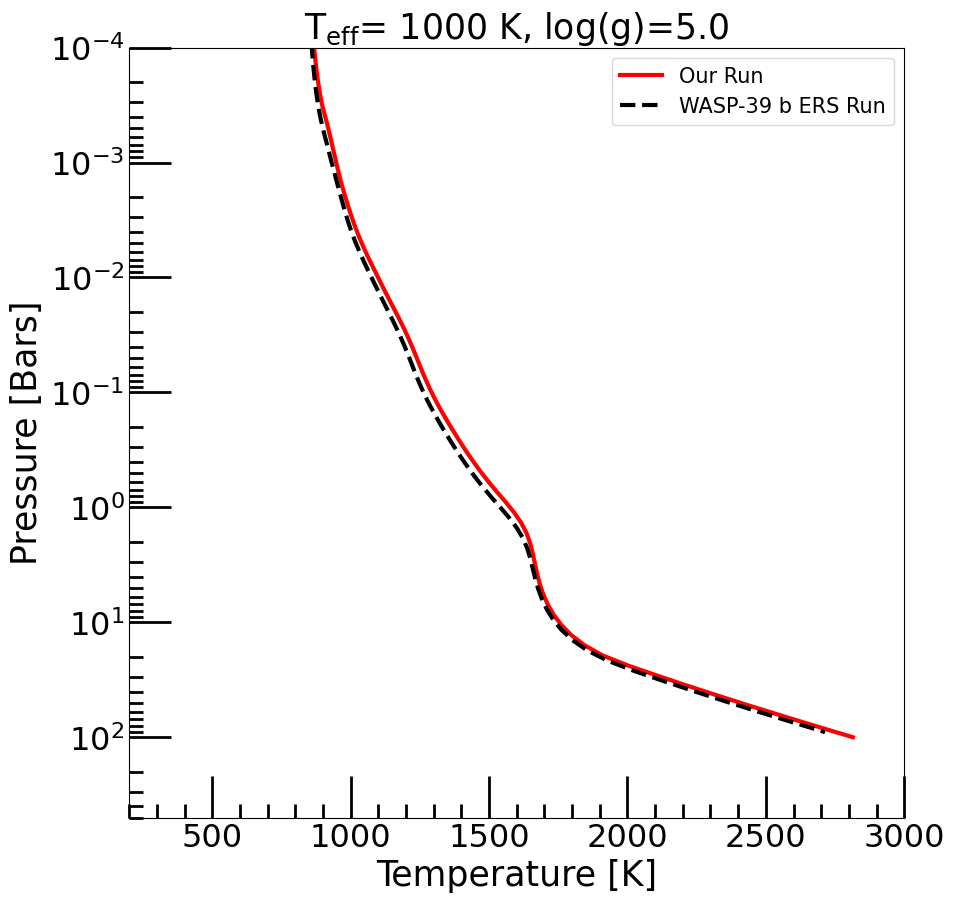 T_eff= 1000 K, log(g)=5.0
Our Run
WASP-39 b ERS Run
Pressure [Bars]
10⁻⁴
10⁻³
10⁻²
10⁻¹
10⁰
10¹
10²
500 1000 1500 2000 2500 3000
Temperature [K]